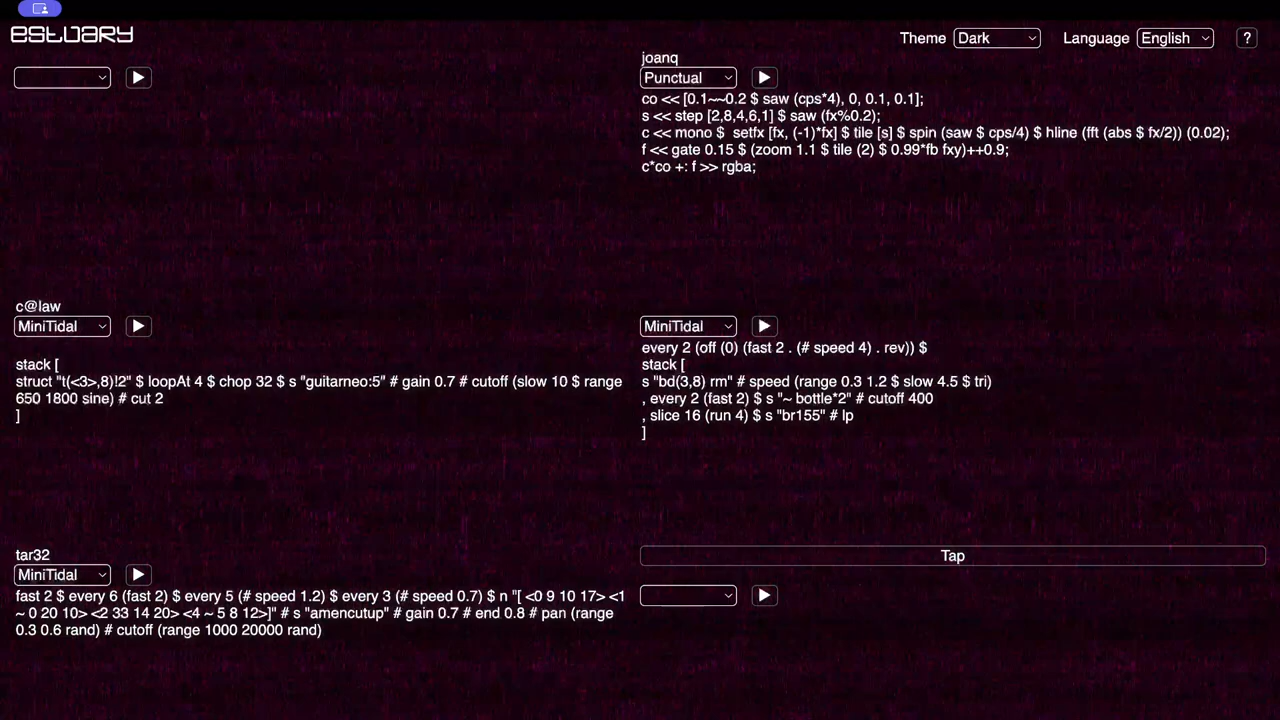 estuary
Theme Dark Language English ?
joanq
Punctual
co << [0.1~~0.2 $ saw (cps*4), 0, 0.1, 0.1];
s << step [2,8,4,6,1] $ saw (fx%0.2);
c << mono $  setfx [fx, (-1)*fx] $ tile [s] $ spin (saw $ cps/4) $ hline (fft (abs $ fx/2)) (0.02);
f << gate 0.15 $ (zoom 1.1 $ tile (2) $ 0.99*fb fxy)++0.9;
c*co +: f >> rgba;
c@law
MiniTidal
stack [
struct "t(<3>,8)!2" $ loopAt 4 $ chop 32 $ s "guitarneo:5" # gain 0.7 # cutoff (slow 10 $ range
650 1800 sine) # cut 2
]
MiniTidal
every 2 (off (0) (fast 2 . (# speed 4) . rev)) $
stack [
s "bd(3,8) rm" # speed (range 0.3 1.2 $ slow 4.5 $ tri)
, every 2 (fast 2) $ s "~ bottle*2" # cutoff 400
, slice 16 (run 4) $ s "br155" # lp
]
tar32
MiniTidal
fast 2 $ every 6 (fast 2) $ every 5 (# speed 1.2) $ every 3 (# speed 0.7) $ n "[ <0 9 10 17> <1
~ 0 20 10> <2 33 14 20> <4 ~ 5 8 12>]" # s "amencutup" # gain 0.7 # end 0.8 # pan (range
0.3 0.6 rand) # cutoff (range 1000 20000 rand)
Tap